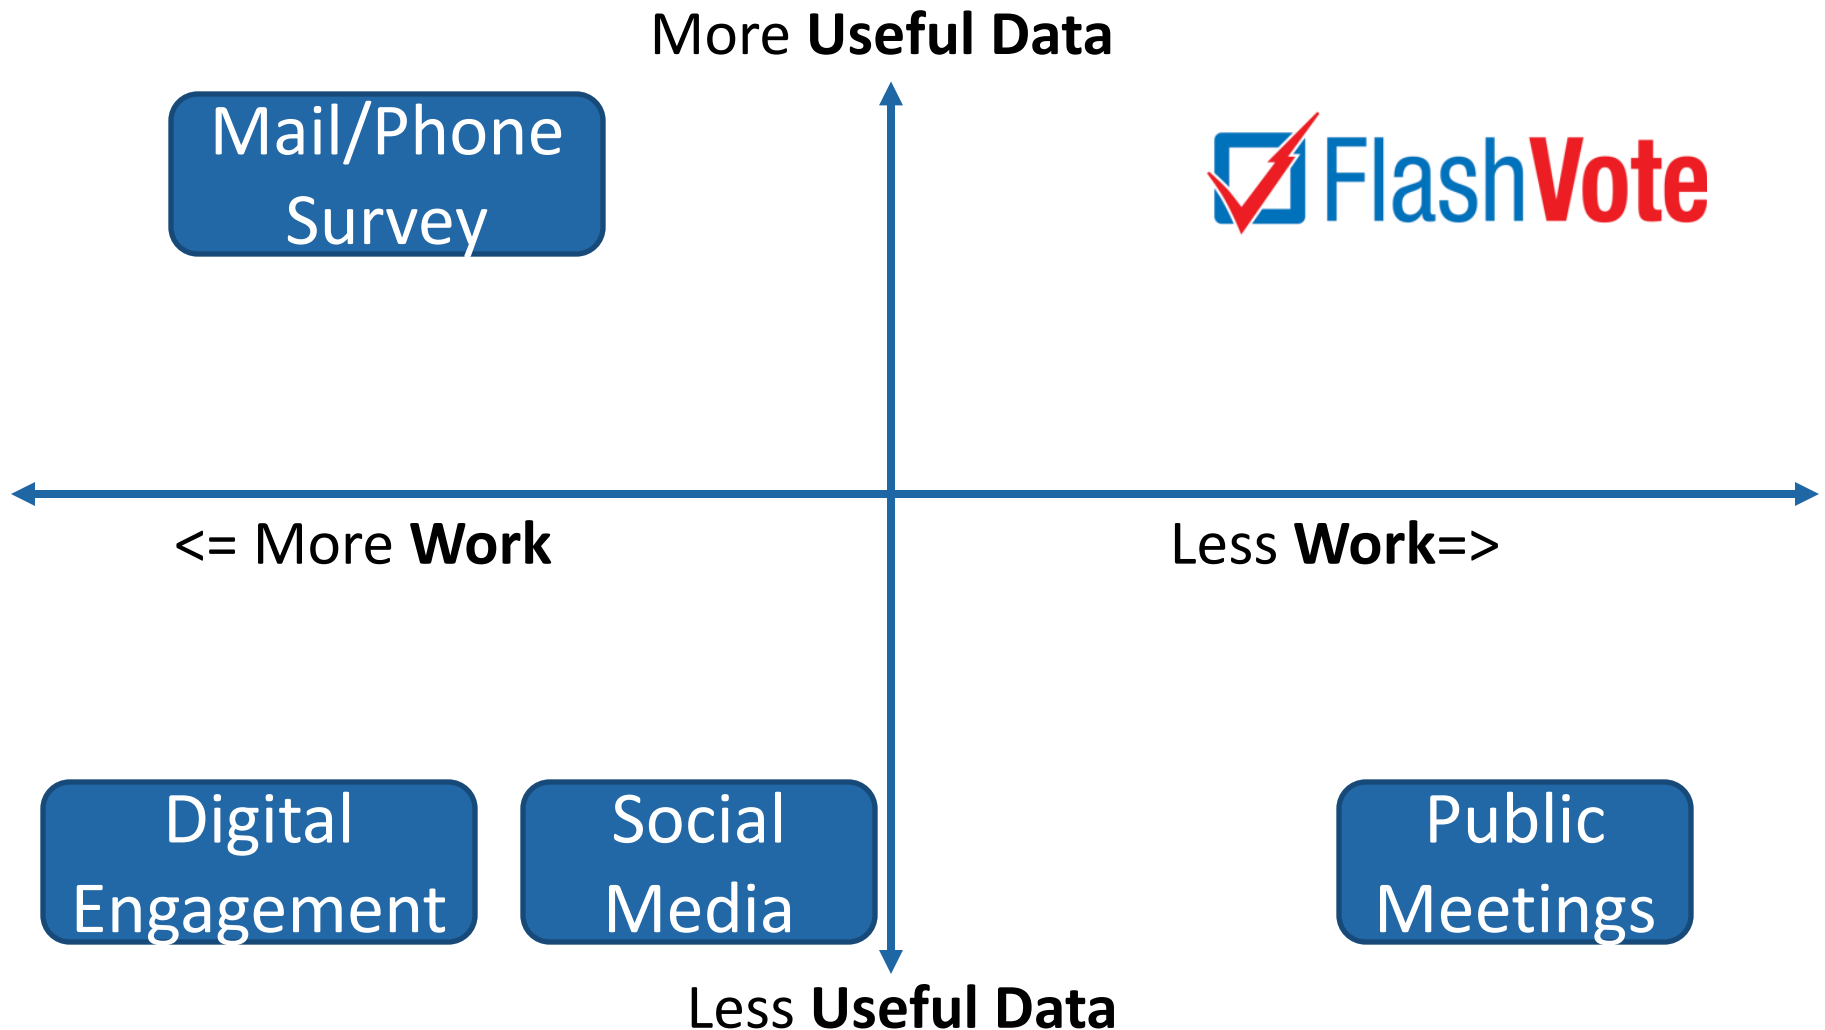 More Useful Data
Mail/Phone
Survey
FlashVote
<= More Work
Less Work=>
Digital
Engagement
Social
Media
Public
Meetings
Less Useful Data